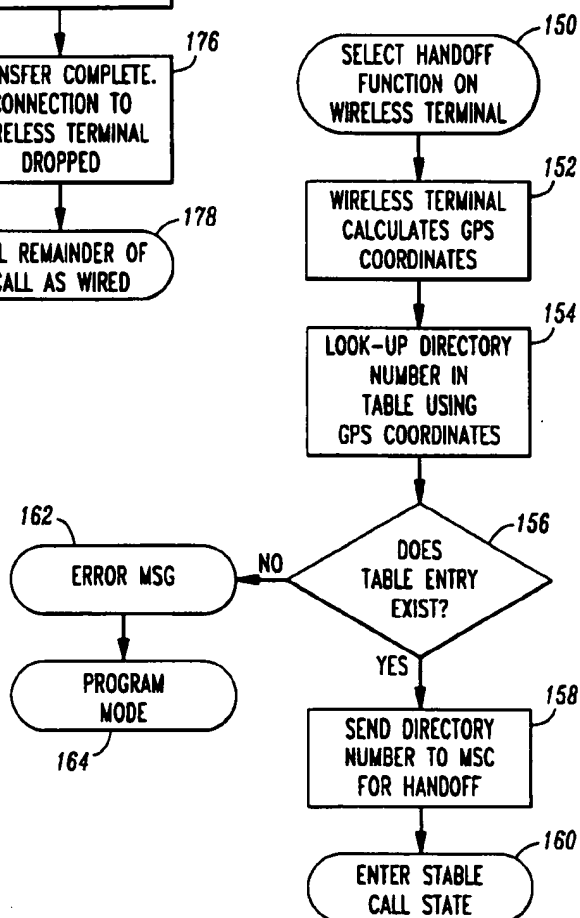 176
NSFER COMPLETE.
ONNECTION TO
RELESS TERMINAL
DROPPED
178
L REMAINDER OF
CALL AS WIRED
150
SELECT HANDOFF
FUNCTION ON
WIRELESS TERMINAL
152
WIRELESS TERMINAL
CALCULATES GPS
COORDINATES
154
LOOK-UP DIRECTORY
NUMBER IN
TABLE USING
GPS COORDINATES
156
DOES
TABLE ENTRY
EXIST?
NO
162
ERROR MSG
PROGRAM
MODE
164
YES
158
SEND DIRECTORY
NUMBER TO MSC
FOR HANDOFF
160
ENTER STABLE
CALL STATE